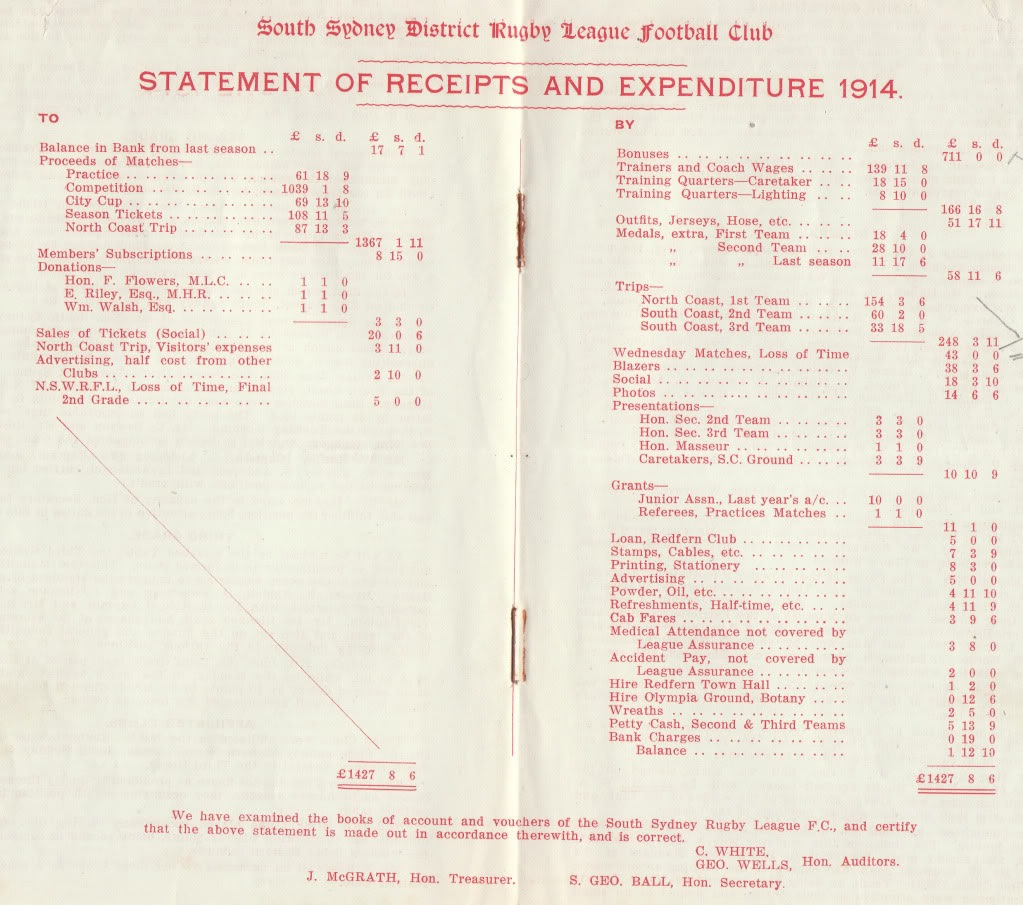 South Sydney District Rugby League Football Club
STATEMENT OF RECEIPTS AND EXPENDITURE 1914.
TO
£ s. d. £ s. d.
Balance in Bank from last season .. 17 7 1
Proceeds of Matches—
Practice .. .. .. .. .. .. .. 61 18 9
Competition .. .. .. .. .. .. 1039 1 8
City Cup .. .. .. .. .. .. .. 69 13 10
Season Tickets .. .. .. .. .. 108 11 5
North Coast Trip .. .. .. .. 87 13 3
1367 1 11
Members' Subscriptions .. .. .. .. 8 15 0
Donations—
Hon. F. Flowers, M.L.C. .. .. 1 1 0
E. Riley, Esq., M.H.R. .. .. .. 1 1 0
Wm. Walsh, Esq. .. .. .. .. .. 1 1 0
3 3 0
Sales of Tickets (Social) .. .. .. 20 0 6
North Coast Trip, Visitors' expenses 3 11 0
Advertising, half cost from other
Clubs .. .. .. .. .. .. .. .. 2 10 0
N.S.W.R.F.L., Loss of Time, Final
2nd Grade .. .. .. .. .. .. .. 5 0 0
£1427 8 6
BY
£ s. d. £ s. d.
Bonuses .. .. .. .. .. .. .. .. 711 0 0
Trainers and Coach Wages .. .. .. 139 11 8
Training Quarters—Caretaker .. .. 18 15 0
Training Quarters—Lighting .. .. 8 10 0
166 16 8
Outfits, Jerseys, Hose, etc. .. .. .. 51 17 11
Medals, extra, First Team .. .. .. 18 4 0
„ Second Team .. .. 28 10 0
„ „ Last season 11 17 6
58 11 6
Trips—
North Coast, 1st Team .. .. .. 154 3 6
South Coast, 2nd Team .. .. .. 60 2 0
South Coast, 3rd Team .. .. .. 33 18 5
248 3 11
Wednesday Matches, Loss of Time 43 0 0
Blazers .. .. .. .. .. .. .. .. 38 3 6
Social .. .. .. .. .. .. .. .. 18 3 10
Photos .. .. .. .. .. .. .. .. 14 6 6
Presentations—
Hon. Sec. 2nd Team .. .. .. .. 3 3 0
Hon. Sec. 3rd Team .. .. .. .. 3 3 0
Hon. Masseur .. .. .. .. .. .. 1 1 0
Caretakers, S.C. Ground .. .. .. 3 3 9
10 10 9
Grants—
Junior Assn., Last year's a/c. .. 10 0 0
Referees, Practices Matches .. 1 1 0
11 1 0
Loan, Redfern Club .. .. .. .. .. 5 0 0
Stamps, Cables, etc. .. .. .. .. .. 7 3 9
Printing, Stationery .. .. .. .. .. 8 3 0
Advertising .. .. .. .. .. .. .. 5 0 0
Powder, Oil, etc. .. .. .. .. .. .. 4 11 10
Refreshments, Half-time, etc. .. .. 4 11 9
Cab Fares .. .. .. .. .. .. .. .. 3 9 6
Medical Attendance not covered by
League Assurance .. .. .. .. .. 3 8 0
Accident Pay, not covered by
League Assurance .. .. .. .. .. 2 0 0
Hire Redfern Town Hall .. .. .. .. 1 2 0
Hire Olympia Ground, Botany .. .. 0 12 6
Wreaths .. .. .. .. .. .. .. .. 2 5 0
Petty Cash, Second & Third Teams 5 13 9
Bank Charges .. .. .. .. .. .. .. 0 19 0
Balance .. .. .. .. .. .. .. .. 1 12 10
£1427 8 6
We have examined the books of account and vouchers of the South Sydney Rugby League F.C., and certify
that the above statement is made out in accordance therewith, and is correct.
C. WHITE,
GEO. WELLS, Hon. Auditors.
J. McGRATH, Hon. Treasurer. S. GEO. BALL, Hon. Secretary.